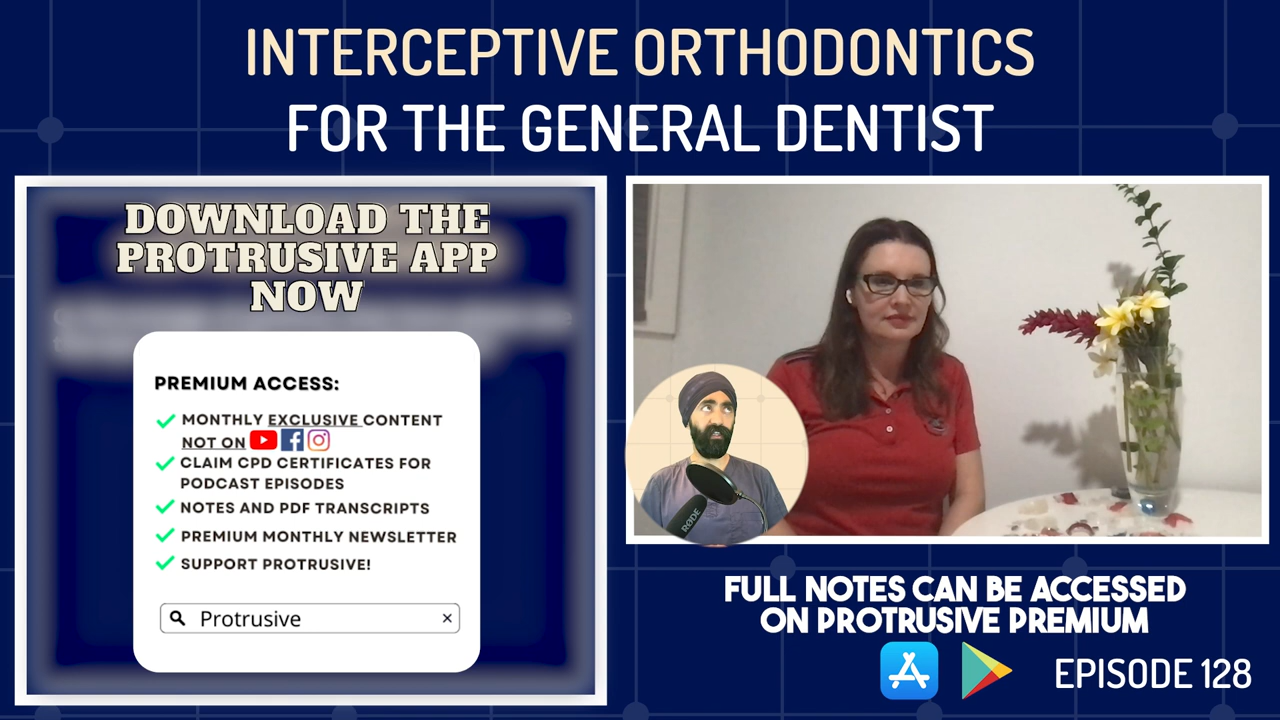 INTERCEPTIVE ORTHODONTICS
FOR THE GENERAL DENTIST
DOWNLOAD THE
PROTRUSIVE APP
NOW
PREMIUM ACCESS:
MONTHLY EXCLUSIVE CONTENT
NOT ON
CLAIM CPD CERTIFICATES FOR
PODCAST EPISODES
NOTES AND PDF TRANSCRIPTS
PREMIUM MONTHLY NEWSLETTER
SUPPORT PROTRUSIVE!
Protrusive ×
RØDE
FULL NOTES CAN BE ACCESSED
ON PROTRUSIVE PREMIUM
EPISODE 128